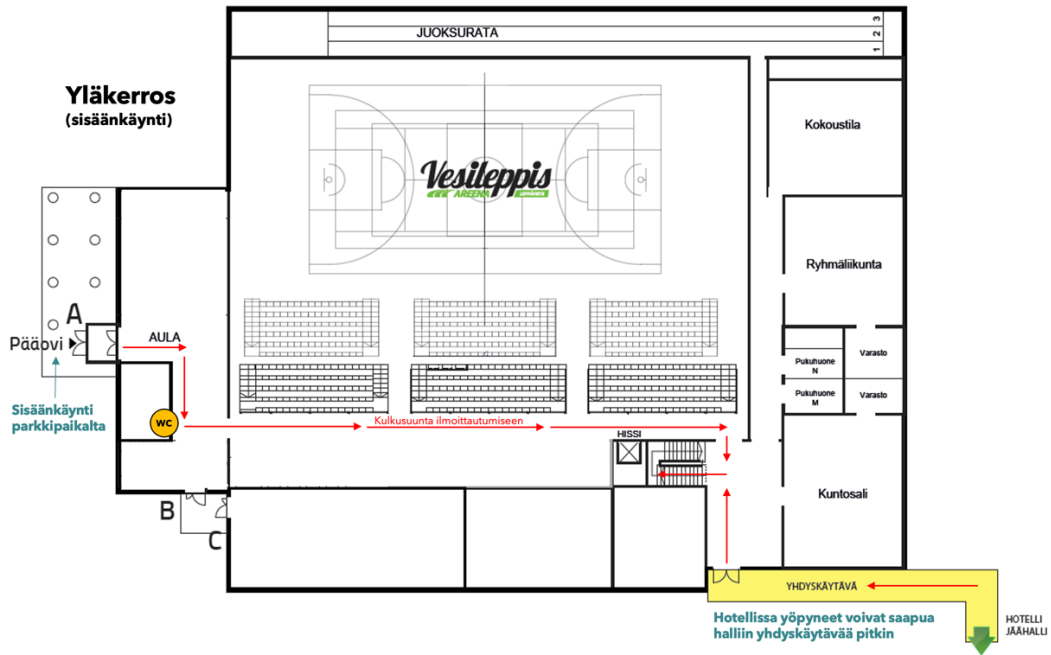 JUOKSURATA
1 2 3
Yläkerros
(sisäänkäynti)
Kokoustila
Vesileppis
AREENA
Ryhmäliikunta
A
Pääovi
AULA
Pukuhuone
N
Varasto
Pukuhuone
M
Varasto
Sisäänkäynti
parkkipaikalta
WC
Kulkusuunta ilmoittautumiseen
HISSI
Kuntosali
B
C
YHDYSKÄYTÄVÄ
Hotellissa yöpyneet voivat saapua
halliin yhdyskäytävää pitkin
HOTELLI
JÄÄHALLI